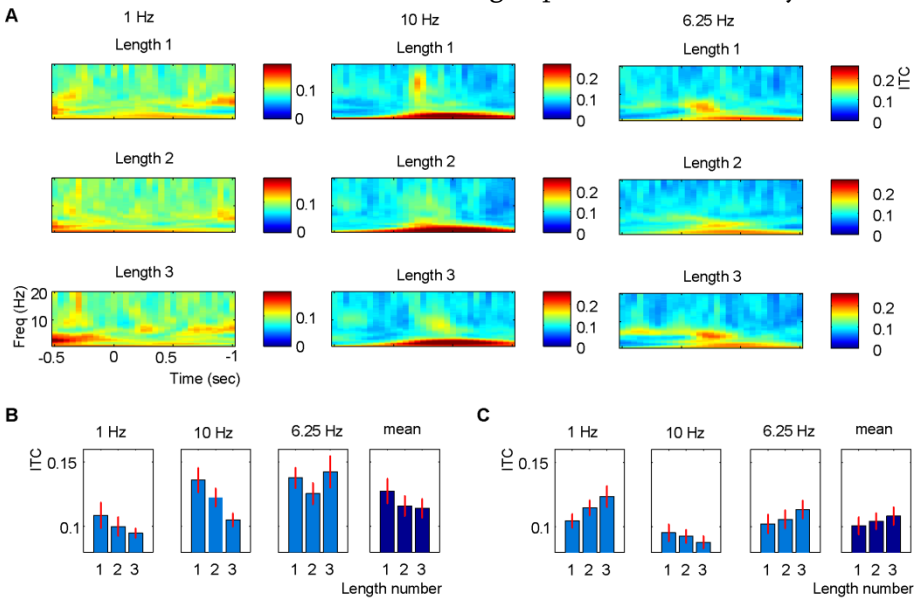 A
1 Hz 10 Hz 6.25 Hz
Length 1 Length 1 Length 1
0.1
0
0.2
0.1
0
0.2
0.1
0
ITC
Length 2 Length 2 Length 2
0.1
0
0.2
0.1
0
0.2
0.1
0
Length 3 Length 3 Length 3
Freq (Hz)
20
10
0.1
0
0.2
0.1
0
0.2
0.1
0
-0.5 0 0.5 -1
Time (sec)
B
1 Hz 10 Hz 6.25 Hz mean
ITC
0.15
0.1
1 2 3 1 2 3 1 2 3 1 2 3
Length number
C
1 Hz 10 Hz 6.25 Hz mean
ITC
0.15
0.1
1 2 3 1 2 3 1 2 3 1 2 3
Length number